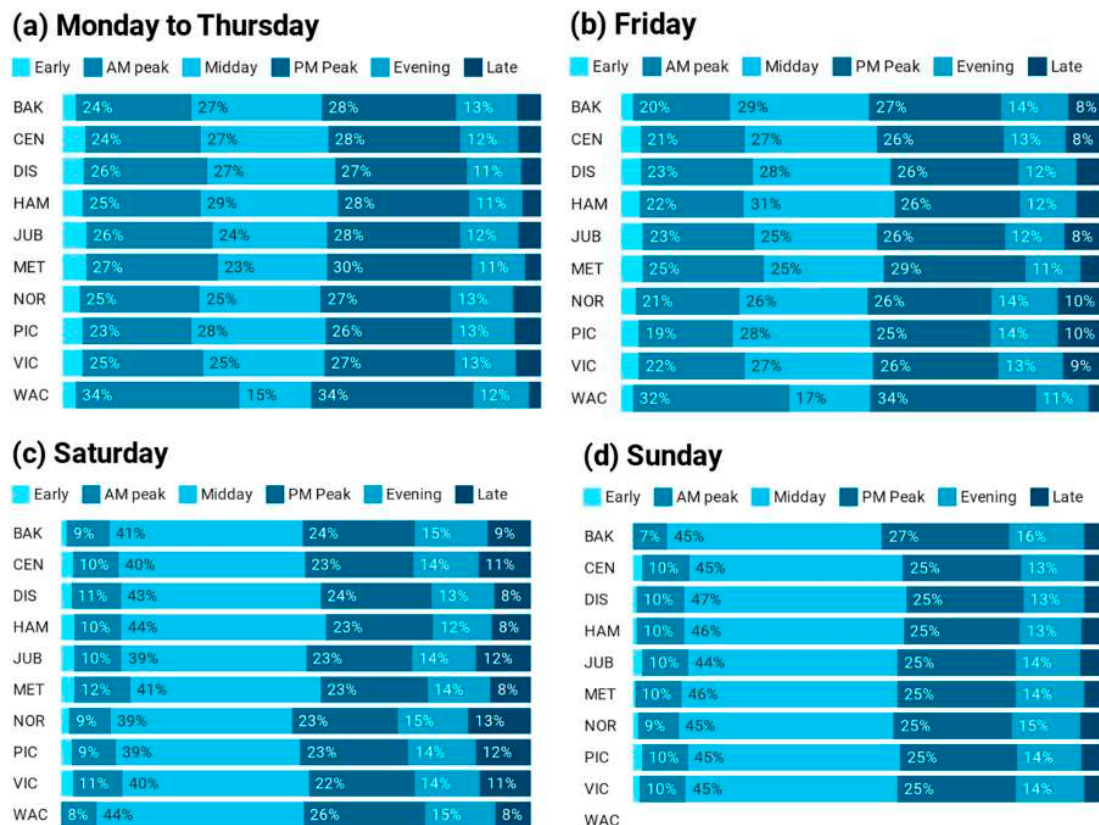 (a) Monday to Thursday
Early AM peak Midday PM Peak Evening Late
BAK 24% 27% 28% 13%
CEN 24% 27% 28% 12%
DIS 26% 27% 27% 11%
HAM 25% 29% 28% 11%
JUB 26% 24% 28% 12%
MET 27% 23% 30% 11%
NOR 25% 25% 27% 13%
PIC 23% 28% 26% 13%
VIC 25% 25% 27% 13%
WAC 34% 15% 34% 12%
(b) Friday
Early AM peak Midday PM Peak Evening Late
BAK 20% 29% 27% 14% 8%
CEN 21% 27% 26% 13% 8%
DIS 23% 28% 26% 12%
HAM 22% 31% 26% 12%
JUB 23% 25% 26% 12% 8%
MET 25% 25% 29% 11%
NOR 21% 26% 26% 14% 10%
PIC 19% 28% 25% 14% 10%
VIC 22% 27% 26% 13% 9%
WAC 32% 17% 34% 11%
(c) Saturday
Early AM peak Midday PM Peak Evening Late
BAK 9% 41% 24% 15% 9%
CEN 10% 40% 23% 14% 11%
DIS 11% 43% 24% 13% 8%
HAM 10% 44% 23% 12% 8%
JUB 10% 39% 23% 14% 12%
MET 12% 41% 23% 14% 8%
NOR 9% 39% 23% 15% 13%
PIC 9% 39% 23% 14% 12%
VIC 11% 40% 22% 14% 11%
WAC 8% 44% 26% 15% 8%
(d) Sunday
Early AM peak Midday PM Peak Evening Late
BAK 7% 45% 27% 16%
CEN 10% 45% 25% 13%
DIS 10% 47% 25% 13%
HAM 10% 46% 25% 13%
JUB 10% 44% 25% 14%
MET 10% 46% 25% 14%
NOR 9% 45% 25% 15%
PIC 10% 45% 25% 14%
VIC 10% 45% 25% 14%
WAC